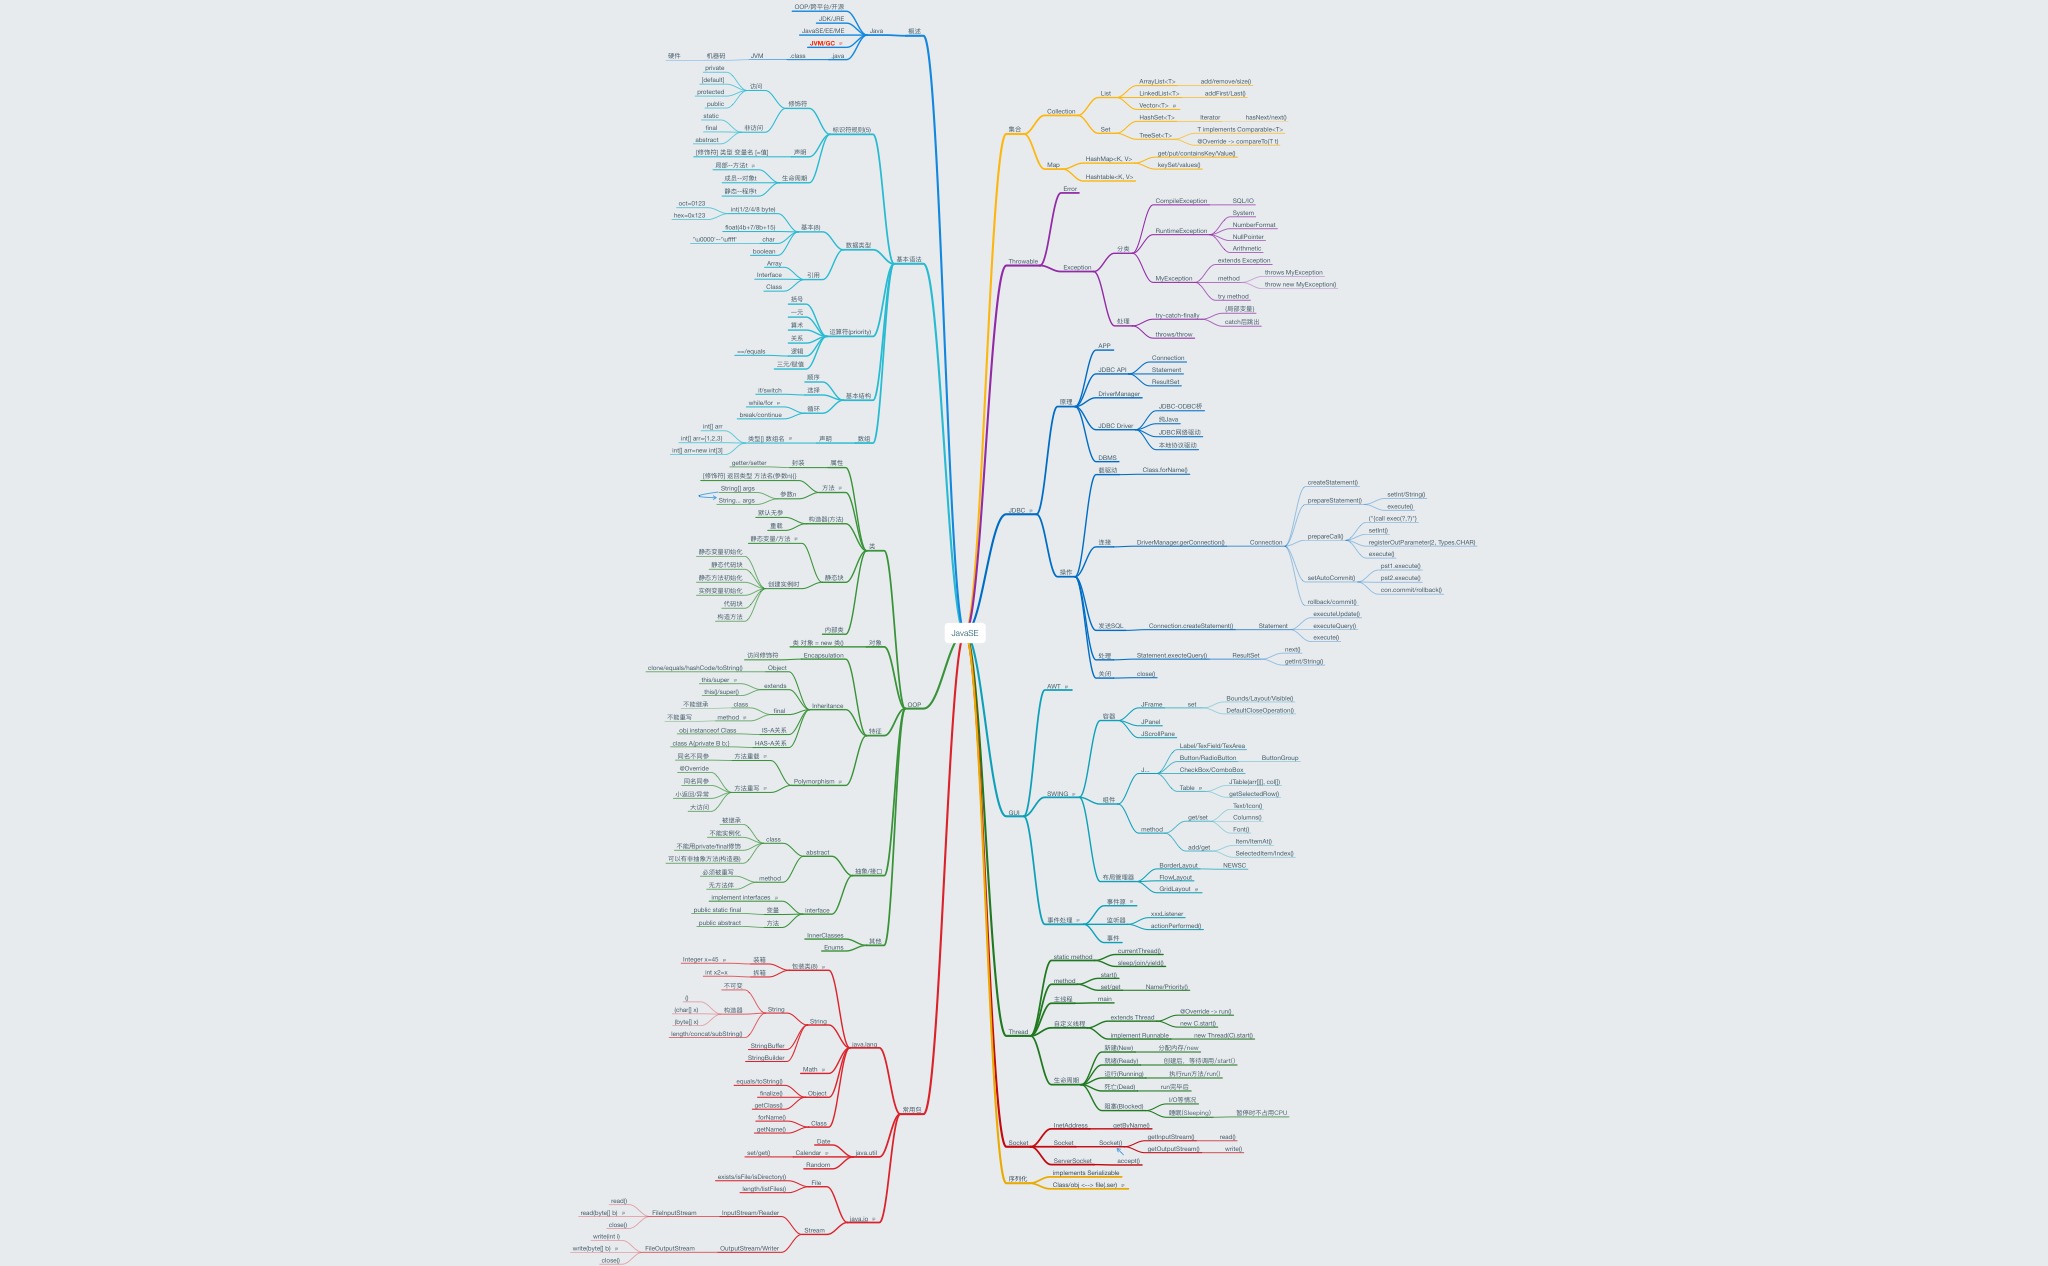 JavaSE
概述
Java
OOP/跨平台/开源
JDK/JRE
JavaSE/EE/ME
JVM/GC
.java
.class
JVM
机器码
硬件
基本语法
标识符规则(5)
修饰符
访问
private
[default]
protected
public
非访问
static
final
abstract
声明
[修饰符] 类型 变量名 [=值]
生命周期
局部--方法t
成员--对象t
静态--程序t
数据类型
基本(8)
int(1/2/4/8 byte)
oct=0123
hex=0x123
float(4b+7/8b+15)
char
boolean
引用
Array
Interface
Class
运算符(priority)
括号
一元
算术
关系
逻辑
==/equals
三元/赋值
基本结构
顺序
选择
if/switch
循环
while/for
break/continue
数组
声明
类型[] 数组名
int[] arr
int[] arr={1,2,3}
int[] arr=new int[3]
OOP
类
属性
封装
getter/setter
方法
[修饰符] 返回类型 方法名(参数n){}
参数n
String[] args
String... args
构造器(方法)
默认无参
重载
静态块
静态变量/方法
创建实例时
静态变量初始化
静态代码块
静态方法初始化
实例变量初始化
代码块
构造方法
内部类
对象
类 对象 = new 类()
特征
Encapsulation
访问修饰符
Inheritance
Object
clone/equals/hashCode/toString()
extends
this/super
this()/super()
final
class
不能继承
method
不能重写
IS-A关系
obj instanceof Class
HAS-A关系
class A{private B b;}
Polymorphism
方法重载
同名不同参
方法重写
@Override
同名同参
小返回/异常
大访问
抽象/接口
abstract
class
被继承
不能实例化
不能用private/final修饰
可以有非抽象方法(构造器)
method
必须被重写
无方法体
interface
implement interfaces
变量
public static final
方法
public abstract
其他
InnerClasses
Enums
常用包
java.lang
包装类(8)
装箱
Integer x=45
拆箱
int x2=x
String
String
不可变
构造器
()
(char[] x)
(byte[] x)
length/concat/subString()
StringBuffer
StringBuilder
Math
Object
equals/toString()
finalize()
getClass()
Class
forName()
getName()
java.util
Date
Calendar
set/get()
Random
java.io
File
exists/isFile/isDirectory()
length/listFiles()
Stream
InputStream/Reader
FileInputStream
read()
read(byte[] b)
close()
OutputStream/Writer
FileOutputStream
write(int i)
write(byte[] b)
close()
集合
Collection
List
ArrayList<T>
add/remove/size()
LinkedList<T>
addFirst/Last()
Vector<T>
Set
HashSet<T>
Iterator
hasNext/next()
TreeSet<T>
T implements Comparable<T>
@Override -> compareTo(T t)
Map
HashMap<K, V>
get/put/containsKey/Value()
keySet/values()
Hashtable<K, V>
Throwable
Error
Exception
分类
CompileException
SQL/IO
RuntimeException
System
NumberFormat
NullPointer
Arithmetic
MyException
extends Exception
method
throws MyException
throw new MyException()
try method
处理
try-catch-finally
{局部变量}
catch后跳出
throws/throw
JDBC
原理
APP
JDBC API
Connection
Statement
ResultSet
DriverManager
JDBC Driver
JDBC-ODBC桥
纯Java
JDBC网络驱动
本地协议驱动
DBMS
操作
载驱动
Class.forName()
连接
DriverManager.gerConnection()
Connection
createStatement()
prepareStatement()
setInt/String()
execute()
prepareCall()
("{call exec(?,?)")
setInt()
registerOutParameter(2, Types.CHAR)
execute()
setAutoCommit()
pst1.execute()
pst2.execute()
con.commit/rollback()
rollback/commit()
发送SQL
Connection.createStatement()
Statement
executeUpdate()
executeQuery()
execute()
处理
Statement.execteQuery()
ResultSet
next()
getInt/String()
关闭
close()
GUI
AWT
SWING
容器
JFrame
set
Bounds/Layout/Visible()
DefaultCloseOperation()
JPanel
JScrollPane
组件
J...
Label/TexField/TexArea
Button/RadioButton
ButtonGroup
CheckBox/ComboBox
Table
JTable(arr[][], col[])
getSelectedRow()
method
get/set
Text/Icon()
Columns()
Font()
add/get
Item/ItemAt()
SelectedItem/Index()
布局管理器
BorderLayout
NEWSC
FlowLayout
GridLayout
事件处理
事件源
监听器
xxxListener
actionPerformed()
事件
Thread
static method
currentThread()
sleep/join/yield()
method
start()
set/get
Name/Priority()
主线程
main
自定义线程
extends Thread
@Override -> run()
new C.start()
implement Runnable
new Thread(C).start()
生命周期
新建(New)
分配内存/new
就绪(Ready)
创建后，等待调用/start()
运行(Running)
执行run方法/run()
死亡(Dead)
run完毕后
阻塞(Blocked)
I/O等情况
睡眠(Sleeping)
暂停时不占用CPU
Socket
InetAddress
getByName()
Socket
Socket()
getInputStream()
read()
getOutputStream()
write()
ServerSocket
accept()
序列化
implements Serializable
Class/obj <--> file(.ser)